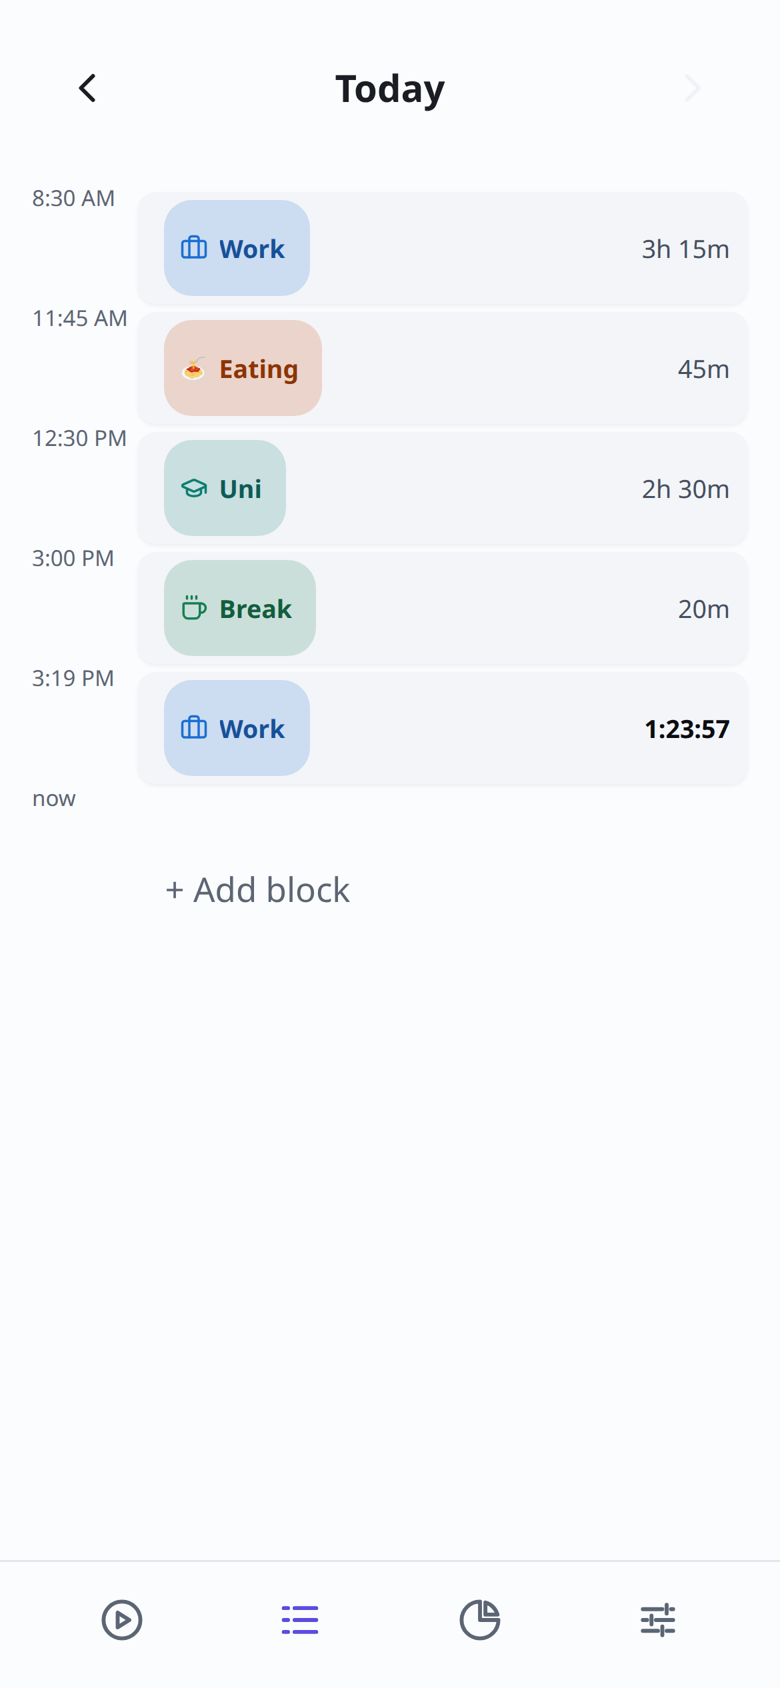 Today
8:30 AM
Work 3h 15m
11:45 AM
Eating 45m
12:30 PM
Uni 2h 30m
3:00 PM
Break 20m
3:19 PM
Work 1:23:57
now
+ Add block